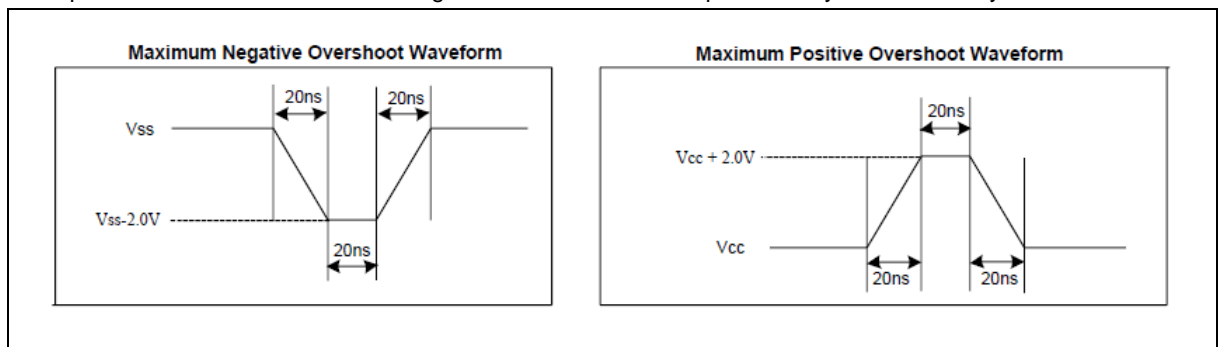 Maximum Negative Overshoot Waveform
20ns
20ns
Vss
Vss-2.0V
20ns
Maximum Positive Overshoot Waveform
20ns
Vcc + 2.0V
Vcc
20ns
20ns